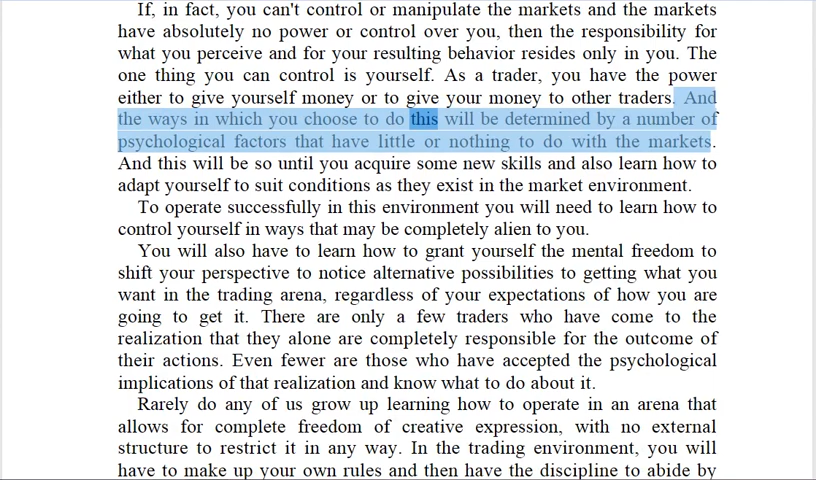 If, in fact, you can't control or manipulate the markets and the markets
have absolutely no power or control over you, then the responsibility for
what you perceive and for your resulting behavior resides only in you. The
one thing you can control is yourself. As a trader, you have the power
either to give yourself money or to give your money to other traders. And
the ways in which you choose to do this will be determined by a number of
psychological factors that have little or nothing to do with the markets.
And this will be so until you acquire some new skills and also learn how to
adapt yourself to suit conditions as they exist in the market environment.
To operate successfully in this environment you will need to learn how to
control yourself in ways that may be completely alien to you.
You will also have to learn how to grant yourself the mental freedom to
shift your perspective to notice alternative possibilities to getting what you
want in the trading arena, regardless of your expectations of how you are
going to get it. There are only a few traders who have come to the
realization that they alone are completely responsible for the outcome of
their actions. Even fewer are those who have accepted the psychological
implications of that realization and know what to do about it.
Rarely do any of us grow up learning how to operate in an arena that
allows for complete freedom of creative expression, with no external
structure to restrict it in any way. In the trading environment, you will
have to make up your own rules and then have the discipline to abide by